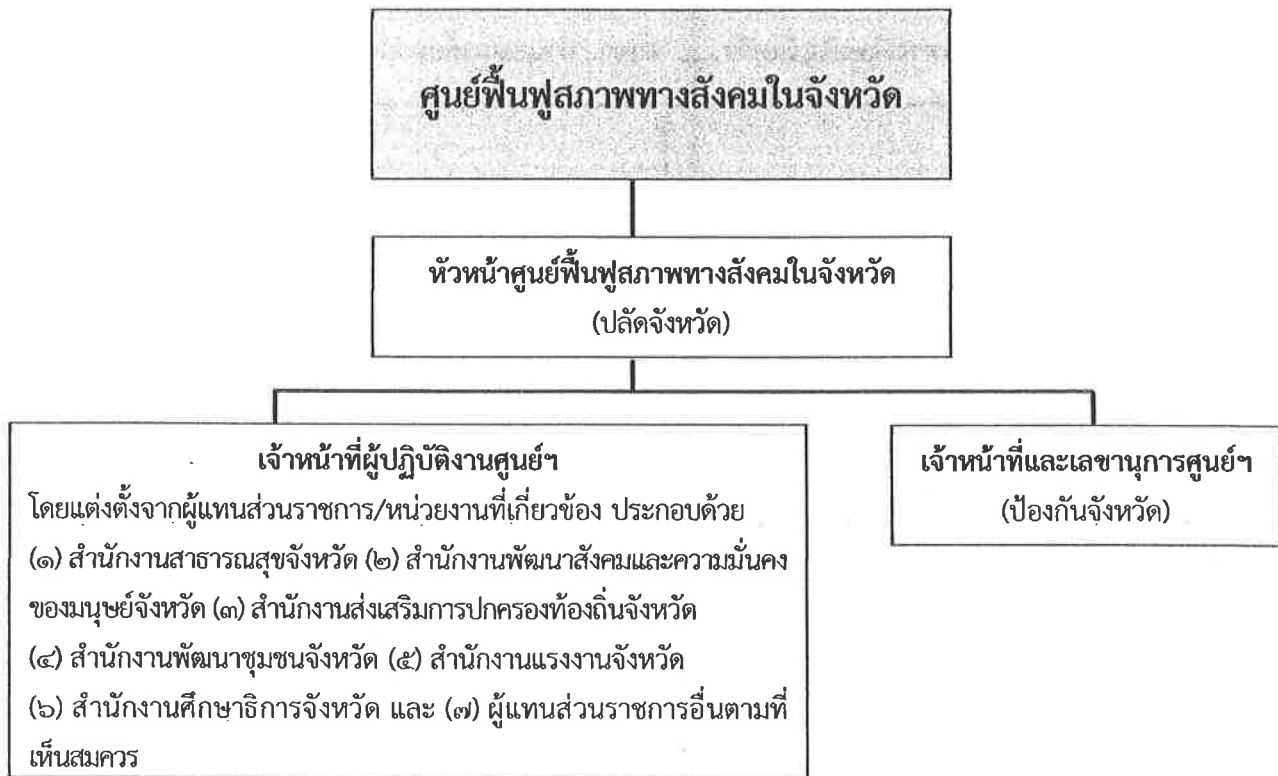 ศูนย์ฟื้นฟูสภาพทางสังคมในจังหวัด
หัวหน้าศูนย์ฟื้นฟูสภาพทางสังคมในจังหวัด
(ปลัดจังหวัด)
เจ้าหน้าที่ผู้ปฏิบัติงานศูนย์ฯ
โดยแต่งตั้งจากผู้แทนส่วนราชการ/หน่วยงานที่เกี่ยวข้อง ประกอบด้วย
(๑) สำนักงานสาธารณสุขจังหวัด (๒) สำนักงานพัฒนาสังคมและความมั่นคง
ของมนุษย์จังหวัด (๓) สำนักงานส่งเสริมการปกครองท้องถิ่นจังหวัด
(๔) สำนักงานพัฒนาชุมชนจังหวัด (๕) สำนักงานแรงงานจังหวัด
(๖) สำนักงานศึกษาธิการจังหวัด และ (๗) ผู้แทนส่วนราชการอื่นตามที่
เห็นสมควร
เจ้าหน้าที่และเลขานุการศูนย์ฯ
(ป้องกันจังหวัด)